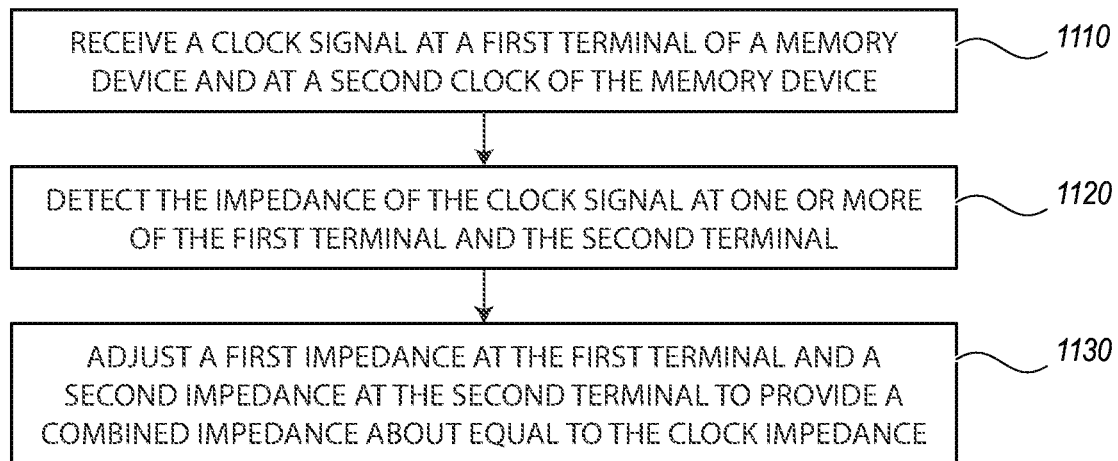 RECEIVE A CLOCK SIGNAL AT A FIRST TERMINAL OF A MEMORY
DEVICE AND AT A SECOND CLOCK OF THE MEMORY DEVICE
1110
DETECT THE IMPEDANCE OF THE CLOCK SIGNAL AT ONE OR MORE
OF THE FIRST TERMINAL AND THE SECOND TERMINAL
1120
ADJUST A FIRST IMPEDANCE AT THE FIRST TERMINAL AND A
SECOND IMPEDANCE AT THE SECOND TERMINAL TO PROVIDE A
COMBINED IMPEDANCE ABOUT EQUAL TO THE CLOCK IMPEDANCE
1130